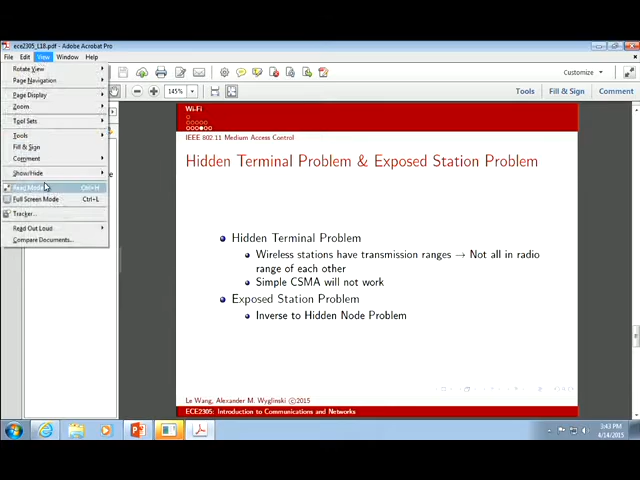 ece2305_L18.pdf - Adobe Acrobat Pro
File Edit View Window Help
Rotate View
Page Navigation
Page Display
Zoom
Tool Sets
Tools
Fill & Sign
Comment
Show/Hide
Read Mode Ctrl+H
Full Screen Mode Ctrl+L
Tracker...
Read Out Loud
Compare Documents...
145%
Customize
Tools Fill & Sign Comment
Wi-Fi
IEEE 802.11 Medium Access Control
Hidden Terminal Problem & Exposed Station Problem
Hidden Terminal Problem
Wireless stations have transmission ranges → Not all in radio
range of each other
Simple CSMA will not work
Exposed Station Problem
Inverse to Hidden Node Problem
Le Wang, Alexander M. Wyglinski ©2015
ECE2305: Introduction to Communications and Networks
3:43 PM
4/14/2015